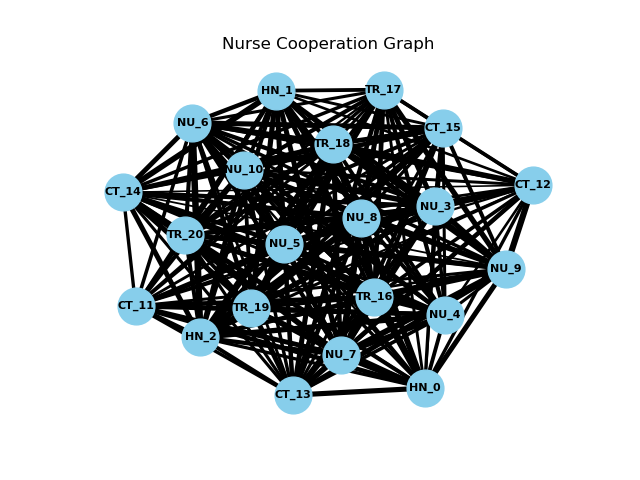 Nurse Cooperation Graph
HN_1
TR_17
NU_6
CT_15
TR_18
NU_10
CT_14
CT_12
NU_3
NU_8
TR_20
NU_5
NU_9
TR_16
CT_11
TR_19
NU_4
HN_2
NU_7
HN_0
CT_13